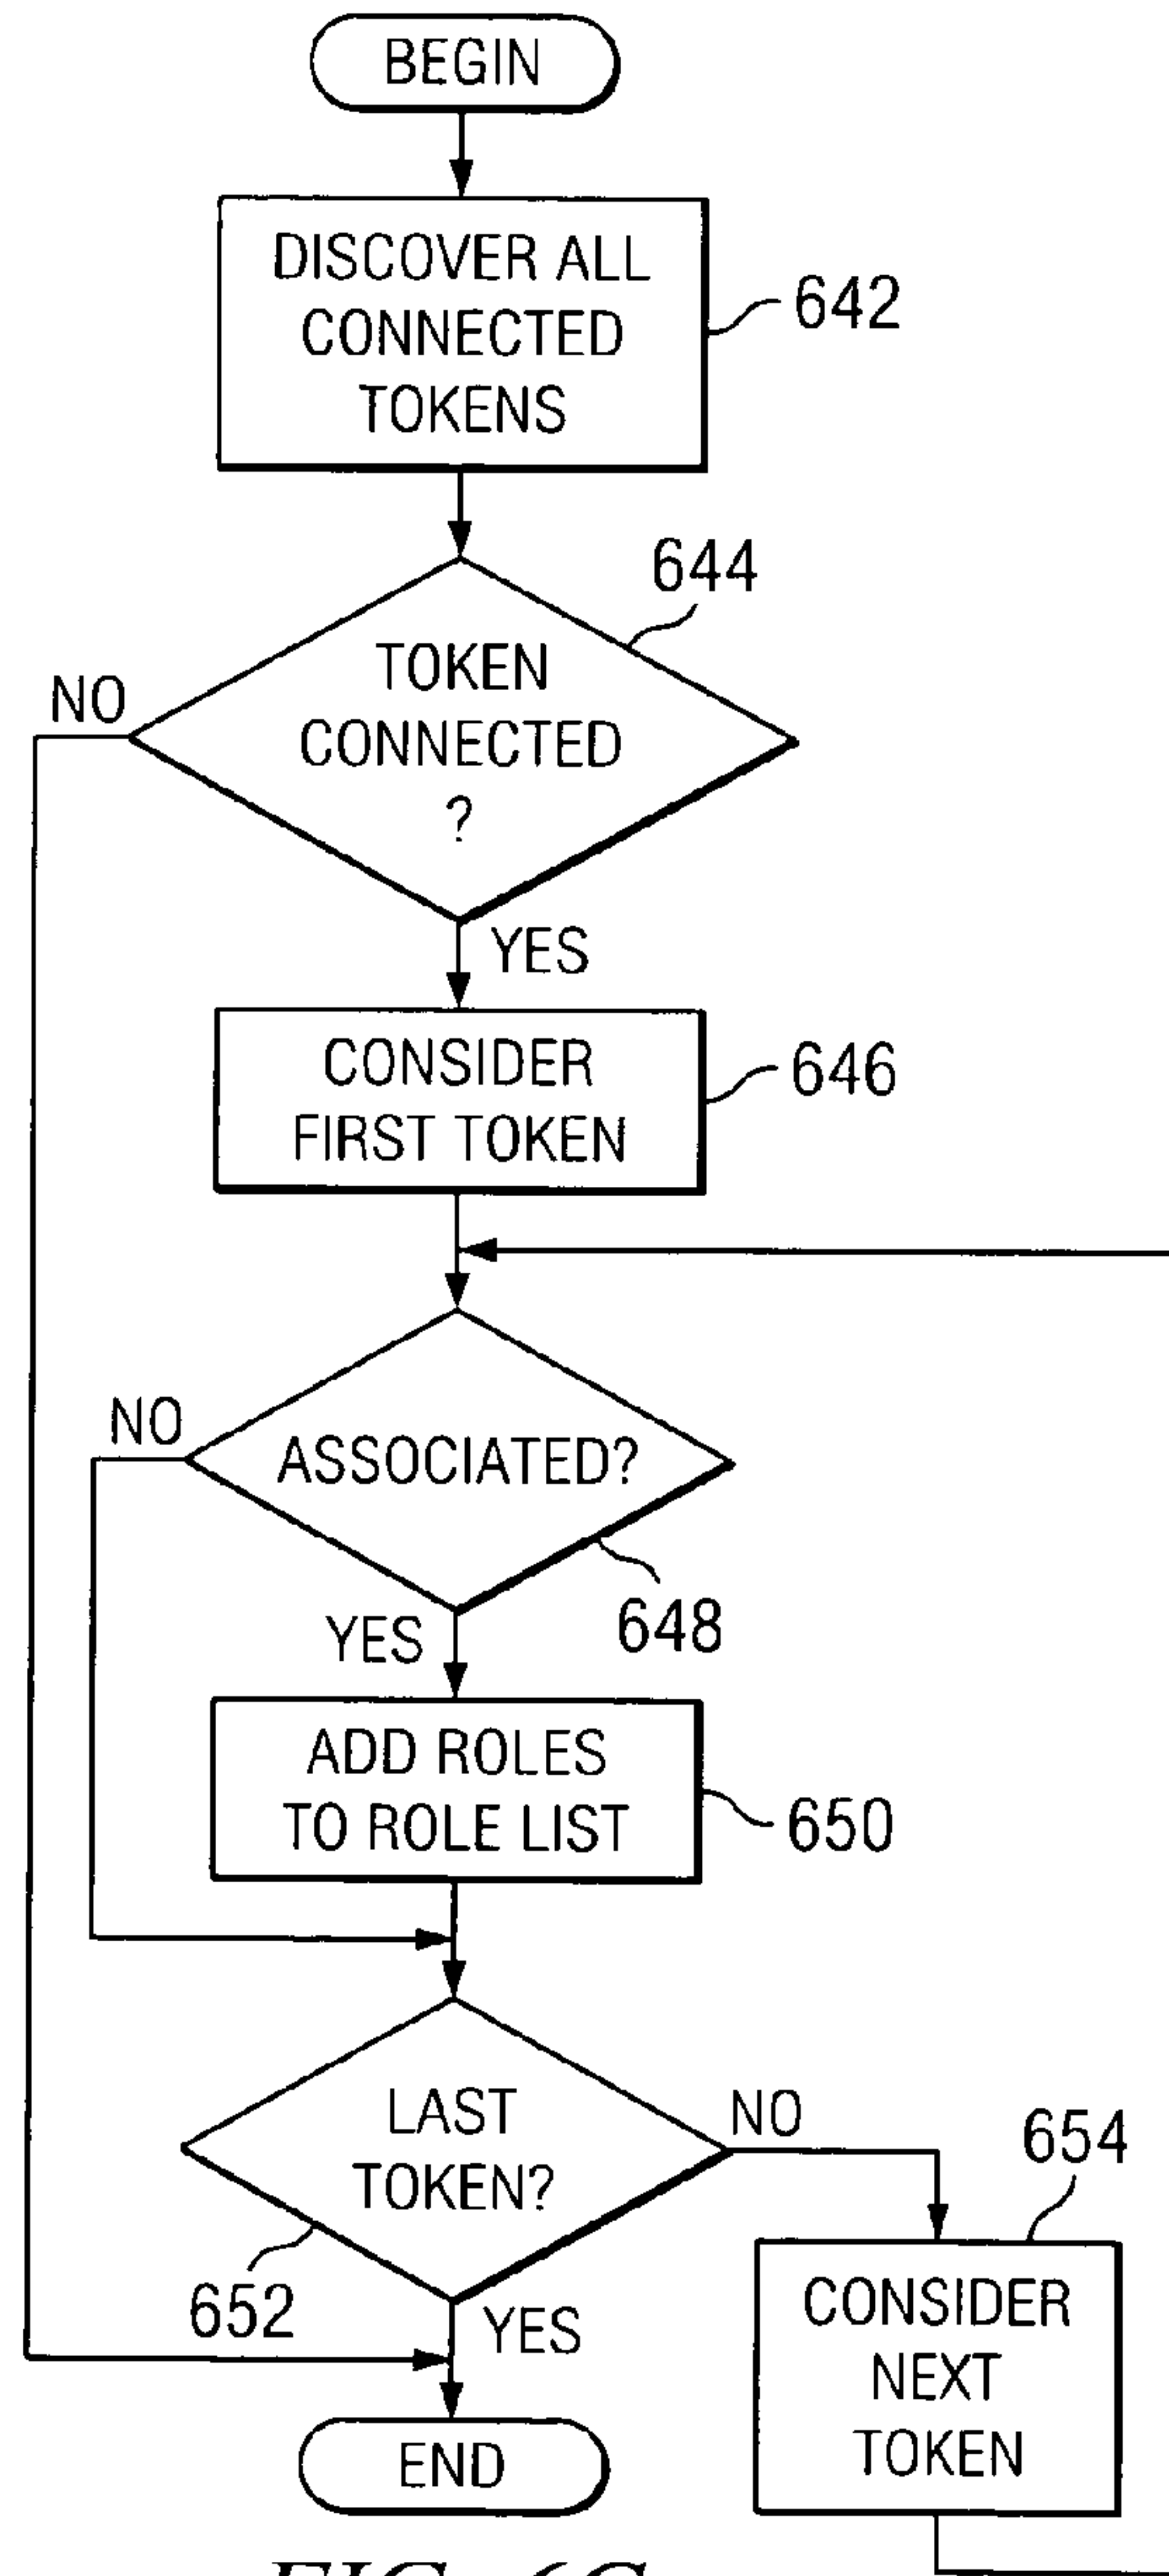 BEGIN
DISCOVER ALL
CONNECTED
TOKENS
642
644
TOKEN
CONNECTED
?
NO
YES
CONSIDER
FIRST TOKEN
646
NO
ASSOCIATED?
648
YES
ADD ROLES
TO ROLE LIST
650
LAST
TOKEN?
NO
654
652
YES
CONSIDER
NEXT
TOKEN
END